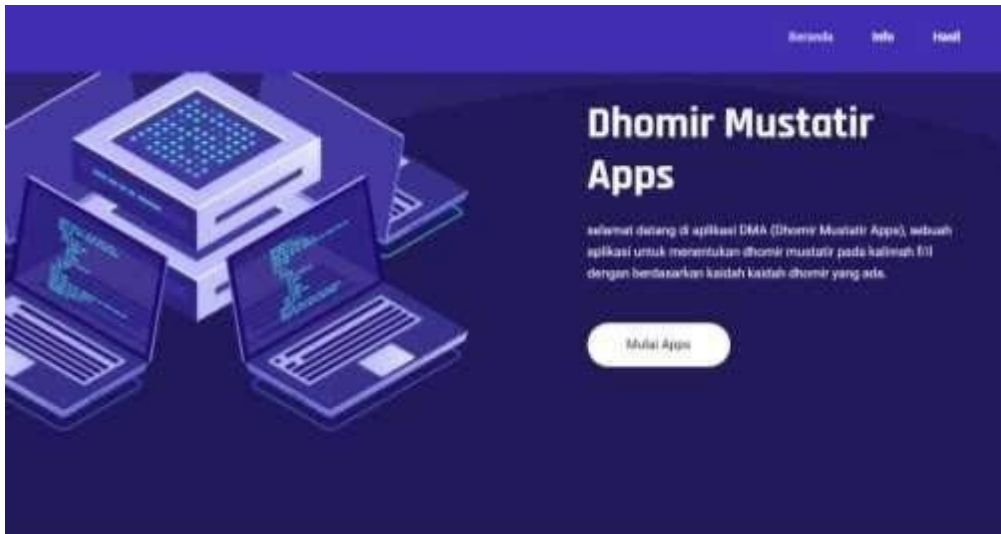 Beranda Info Hasil
Dhomir Mustatir
Apps
selamat datang di aplikasi DMA (Dhomir Mustatir Apps), sebuah
aplikasi untuk menentukan dhomir mustatir pada kalimah fi'il
dengan berdasarkan kaidah kaidah dhomir yang ada.
Mulai Apps